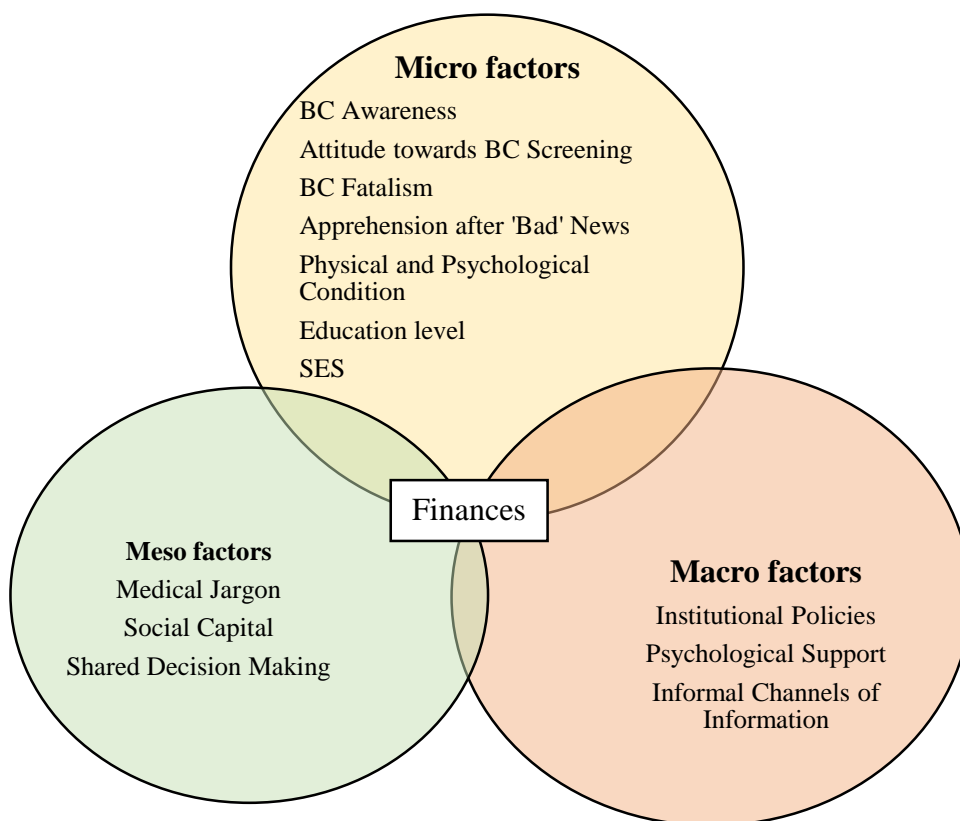 Micro factors
BC Awareness
Attitude towards BC Screening
BC Fatalism
Apprehension after 'Bad' News
Physical and Psychological
Condition
Education level
SES
Finances
Meso factors
Medical Jargon
Social Capital
Shared Decision Making
Macro factors
Institutional Policies
Psychological Support
Informal Channels of
Information